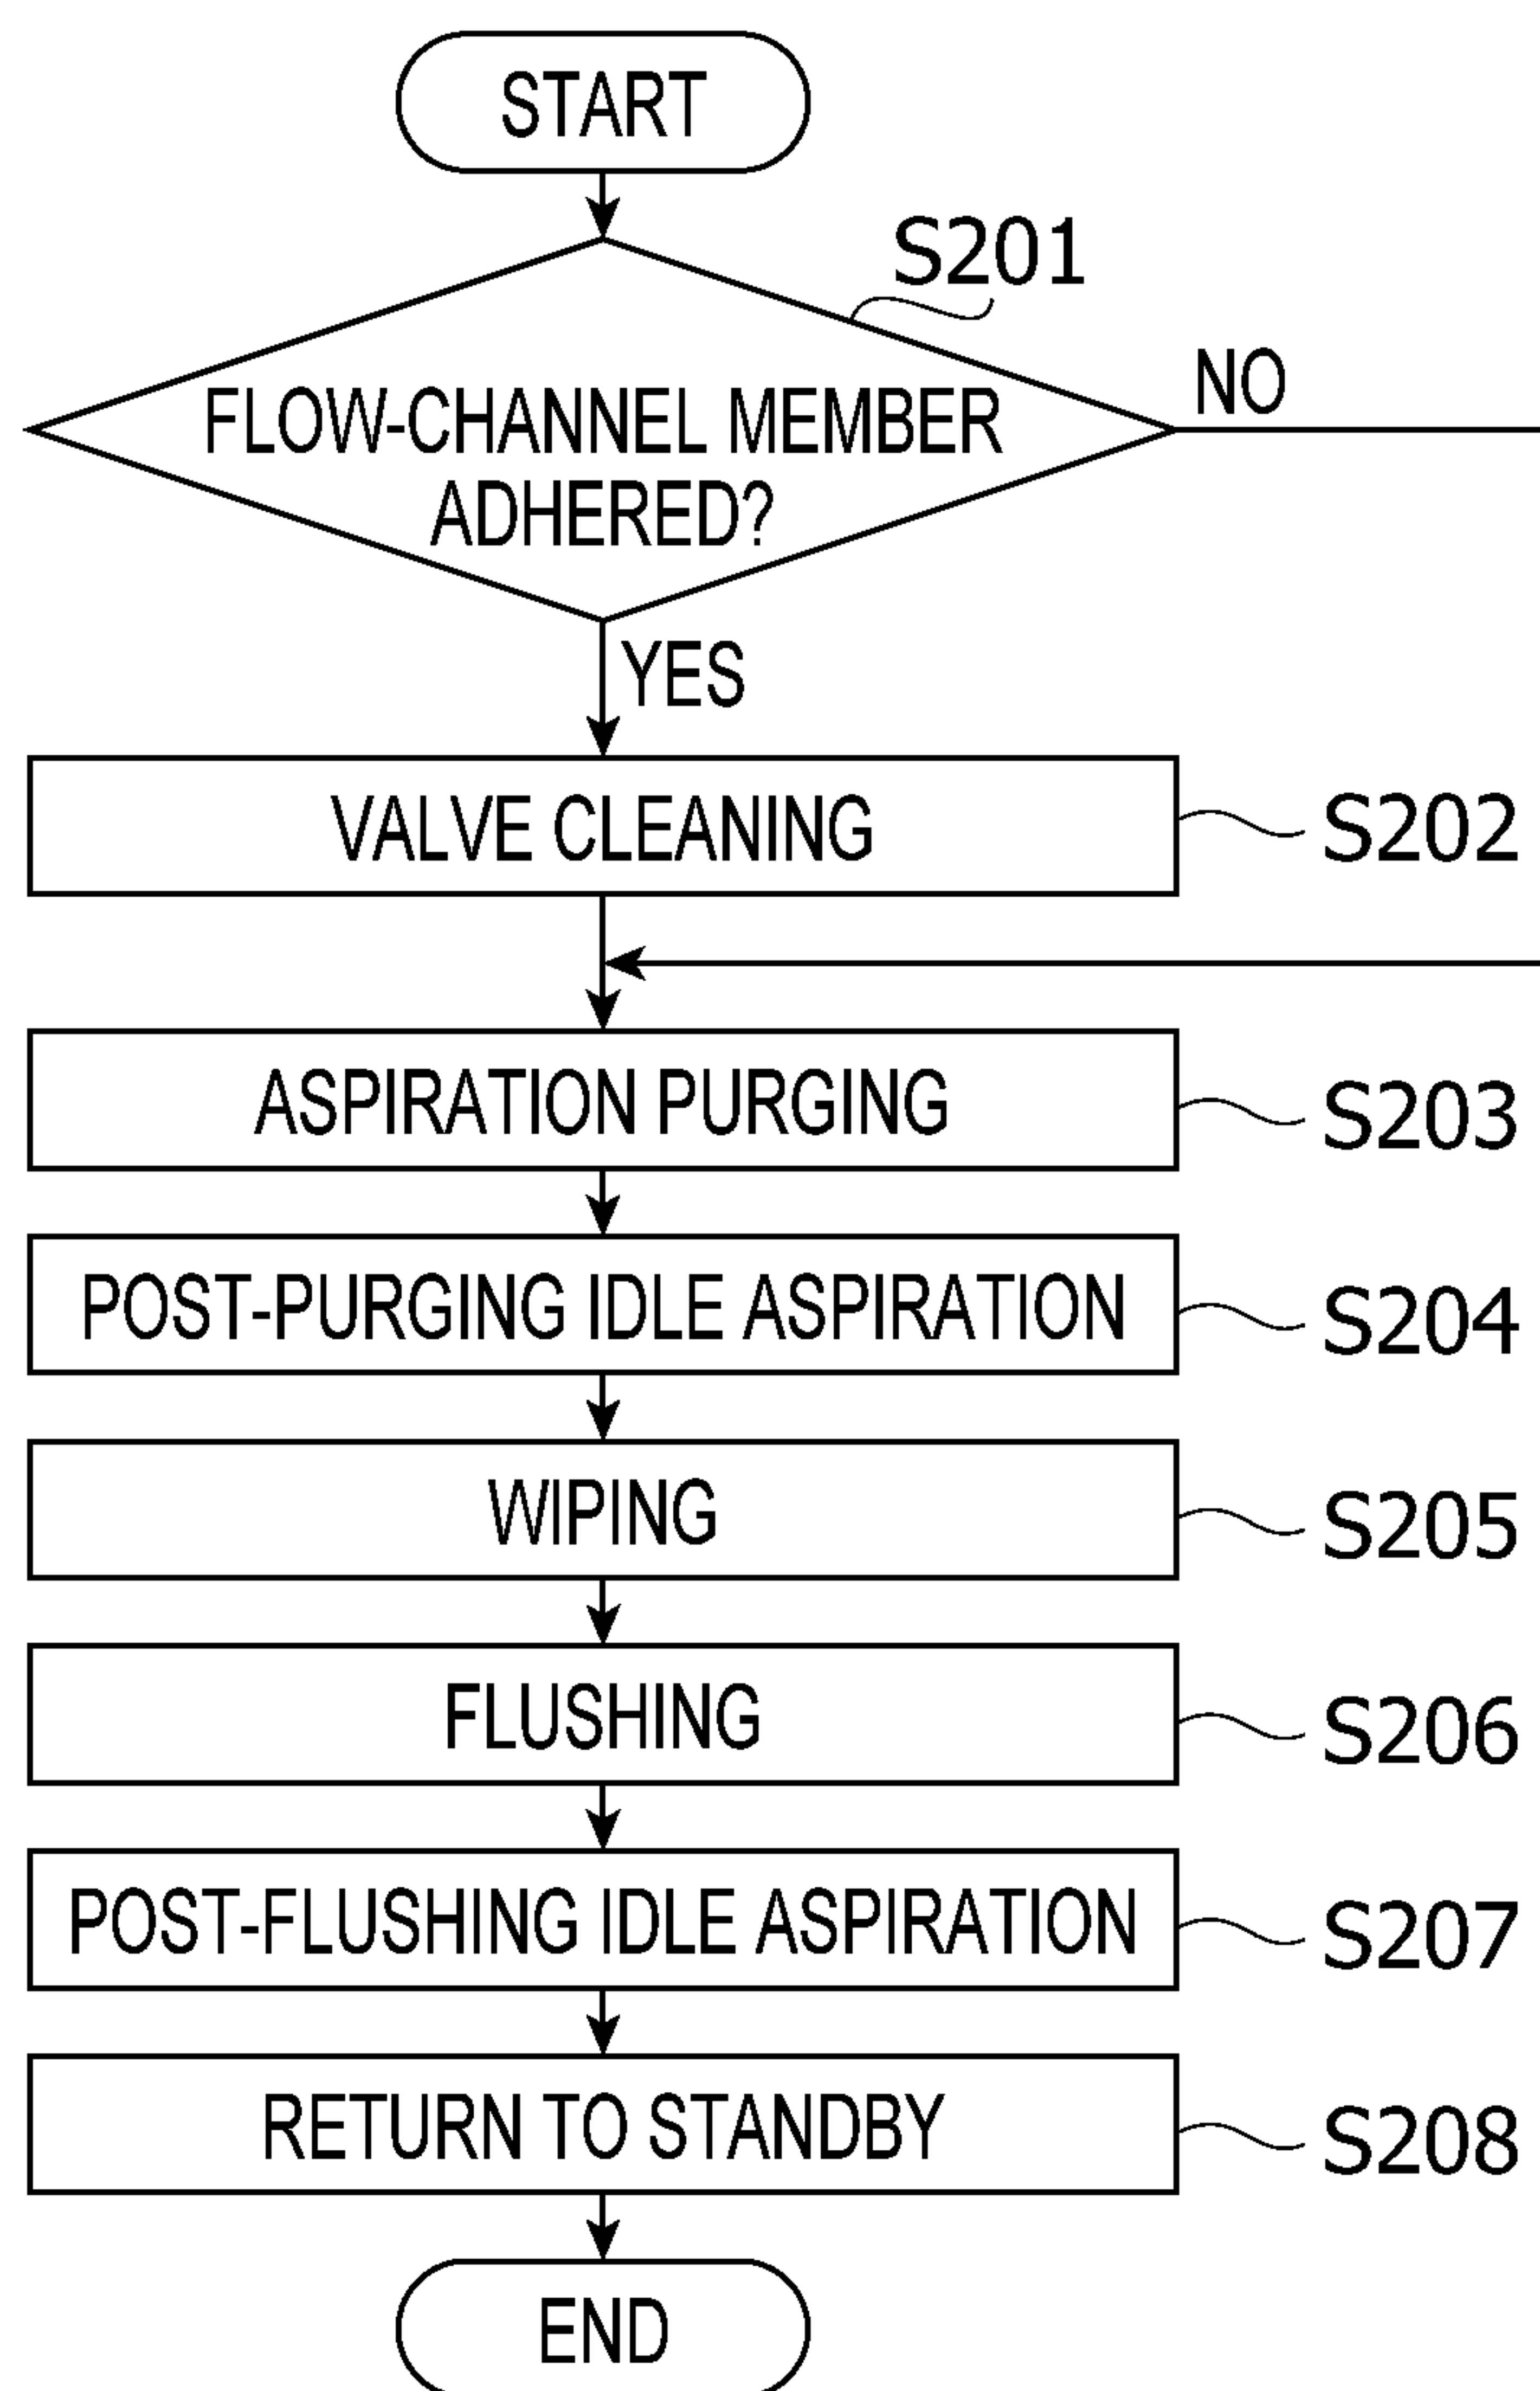 START
S201
FLOW-CHANNEL MEMBER
ADHERED?
NO
YES
VALVE CLEANING
S202
ASPIRATION PURGING
S203
POST-PURGING IDLE ASPIRATION
S204
WIPING
S205
FLUSHING
S206
POST-FLUSHING IDLE ASPIRATION
S207
RETURN TO STANDBY
S208
END